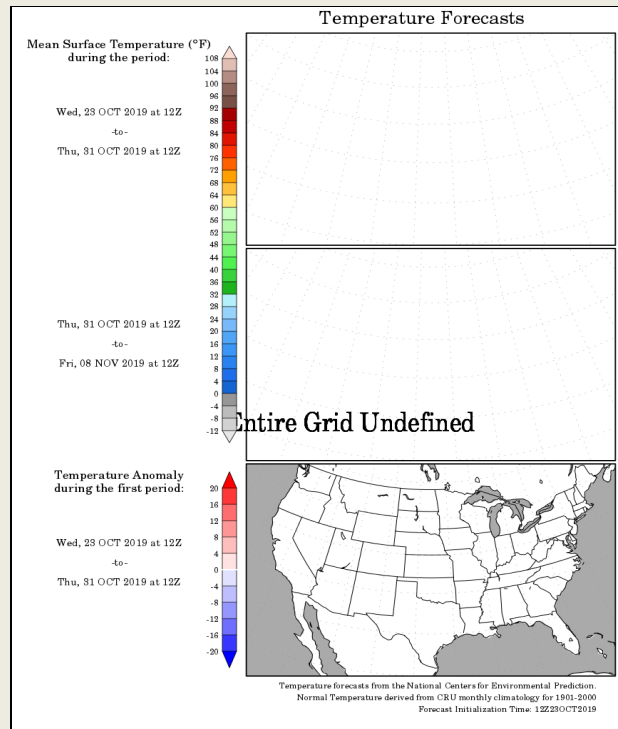 Temperature Forecasts
Mean Surface Temperature (°F)
during the period:
Wed, 23 OCT 2019 at 12Z
-to-
Thu, 31 OCT 2019 at 12Z
108
104
100
96
92
88
84
80
76
72
68
64
60
56
52
48
44
40
36
32
28
24
20
16
12
8
4
0
-4
-8
-12
Thu, 31 OCT 2019 at 12Z
-to-
Fri, 08 NOV 2019 at 12Z
Entire Grid Undefined
Temperature Anomaly
during the first period:
Wed, 23 OCT 2019 at 12Z
-to-
Thu, 31 OCT 2019 at 12Z
20
16
12
8
4
0
-4
-8
-12
-16
-20
Temperature forecasts from the National Centers for Environmental Prediction.
Normal Temperature derived from CRU monthly climatology for 1901-2000
Forecast Initialization Time: 12Z23OCT2019